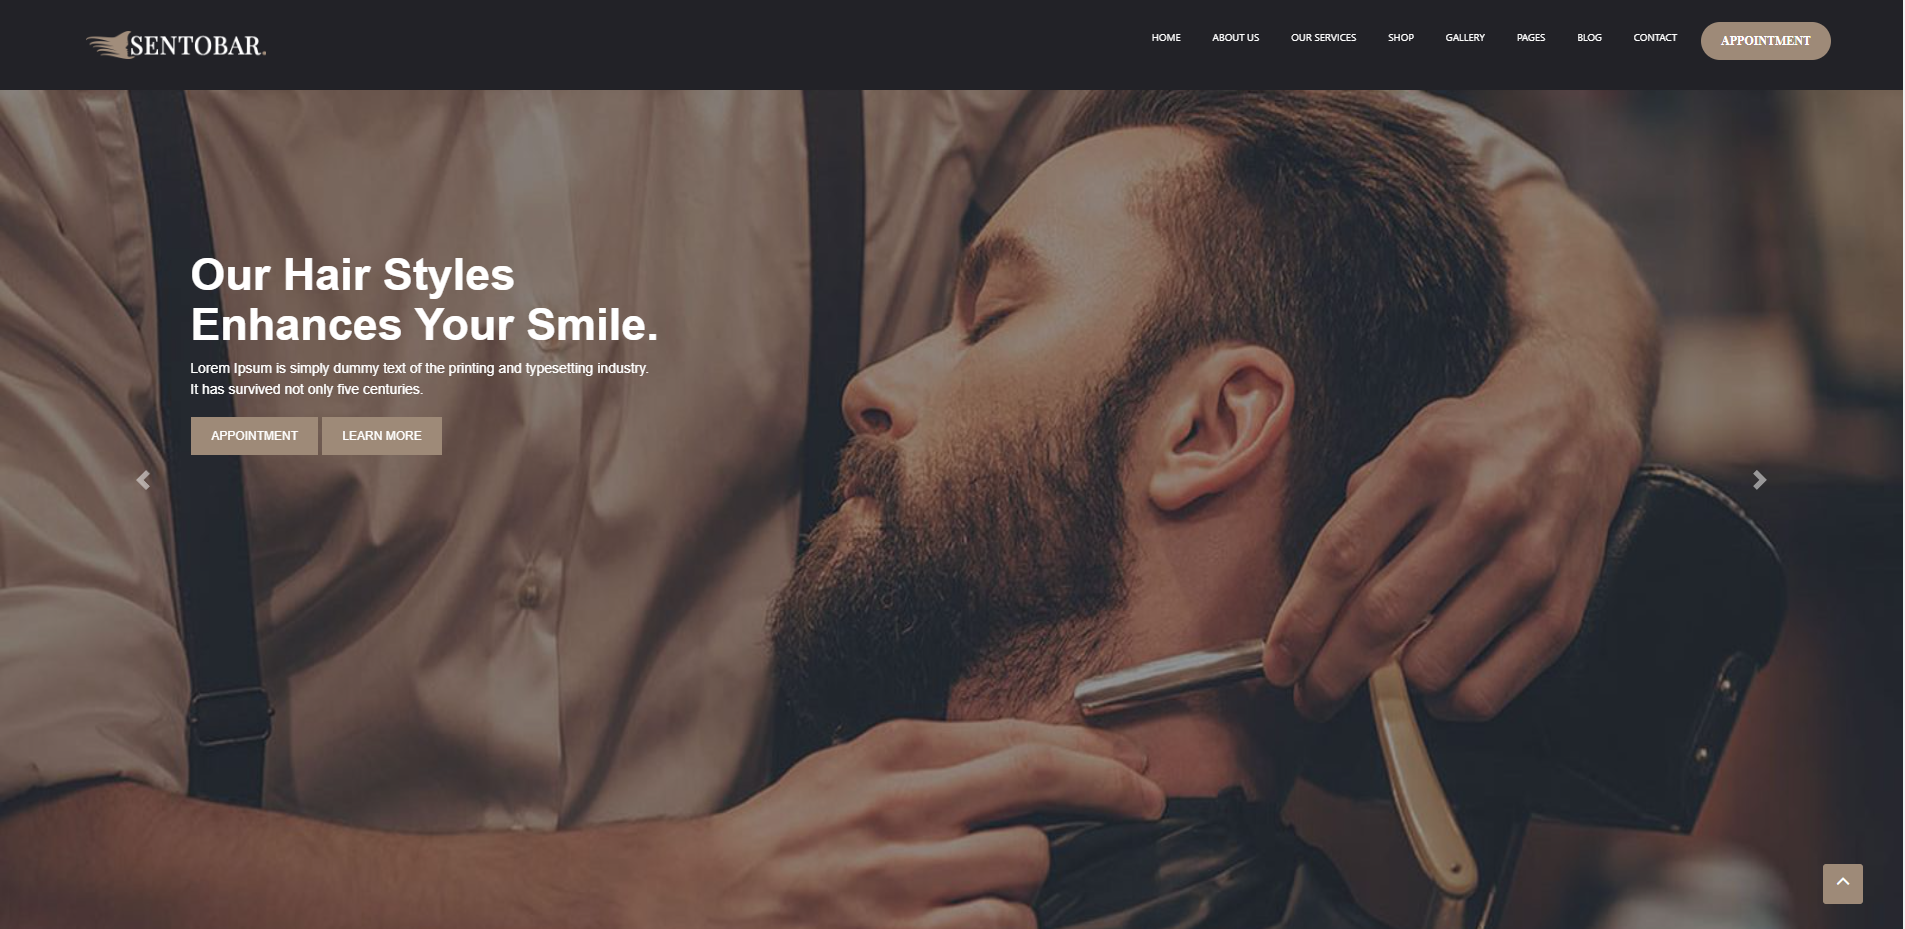 SENTOBAR
HOME
ABOUT US
OUR SERVICES
SHOP
GALLERY
PAGES
BLOG
CONTACT
APPOINTMENT
Our Hair Styles
Enhances Your Smile.
Lorem Ipsum is simply dummy text of the printing and typesetting industry.
It has survived not only five centuries.
APPOINTMENT
LEARN MORE